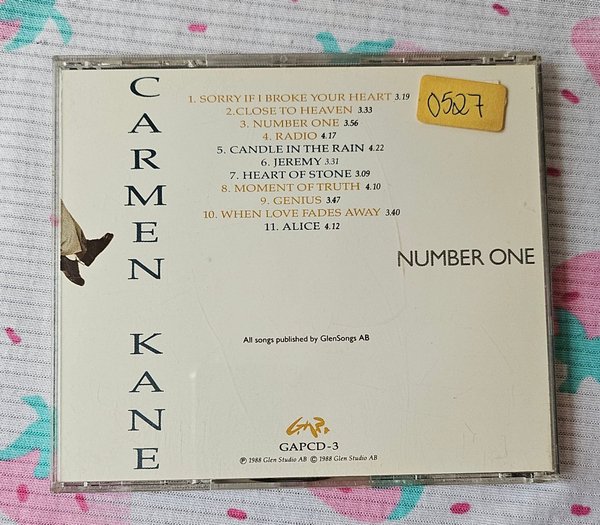 CARMEN KANE
1. SORRY IF I BROKE YOUR HEART 3.19
2.CLOSE TO HEAVEN 3.33
3. NUMBER ONE 3.56
4. RADIO 4.17
5. CANDLE IN THE RAIN 4.22
6. JEREMY 3.31
7. HEART OF STONE 3.09
8. MOMENT OF TRUTH 4.10
9. GENIUS 3.47
10. WHEN LOVE FADES AWAY 3.40
11. ALICE 4.12
0527
NUMBER ONE
All songs published by GlenSongs AB
G.A.P.
GAPCD-3
℗ 1988 Glen Studio AB © 1988 Glen Studio AB